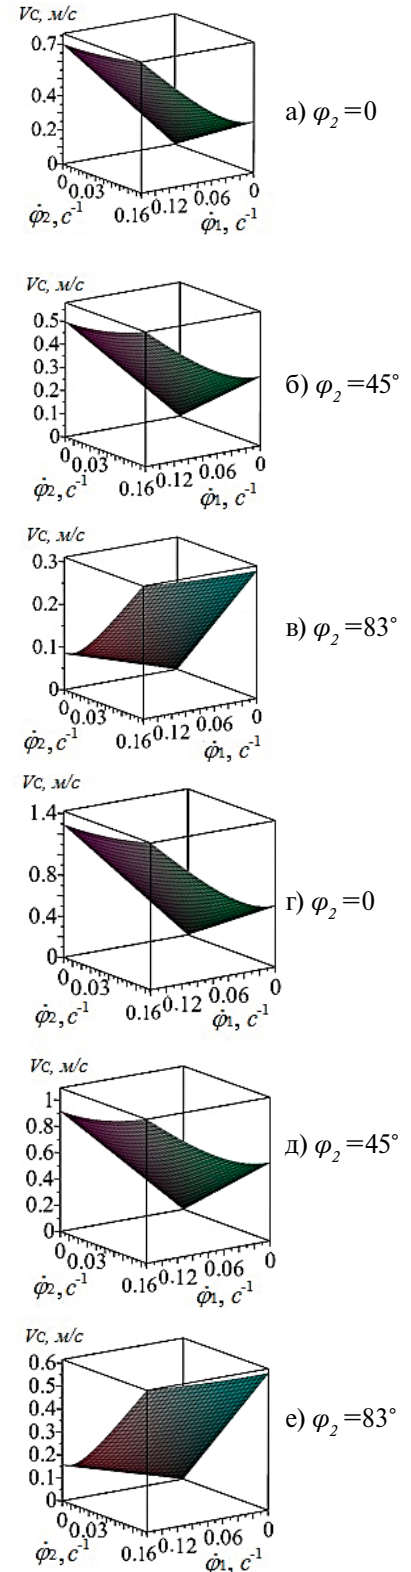 Vc, м/с
0.7
0.4
0.2
0
0
0.03
0.16
0.12
0.06
0
φ̇2, c-1
φ̇1, c-1
а) φ2 =0
Vc, м/с
0.5
0.4
0.3
0.2
0.1
0
0
0.03
0.16
0.12
0.06
0
φ̇2, c-1
φ̇1, c-1
б) φ2 =45°
Vc, м/с
0.3
0.2
0.1
0
0
0.03
0.16
0.12
0.06
0
φ̇2, c-1
φ̇1, c-1
в) φ2 =83°
Vc, м/с
1.4
0.8
0.4
0
0
0.03
0.16
0.12
0.06
0
φ̇2, c-1
φ̇1, c-1
г) φ2 =0
Vc, м/с
1
0.8
0.6
0.4
0.2
0
0
0.03
0.16
0.12
0.06
0
φ̇2, c-1
φ̇1, c-1
д) φ2 =45°
Vc, м/с
0.6
0.5
0.4
0.3
0.2
0.1
0
0
0.03
0.16
0.12
0.06
0
φ̇2, c-1
φ̇1, c-1
е) φ2 =83°